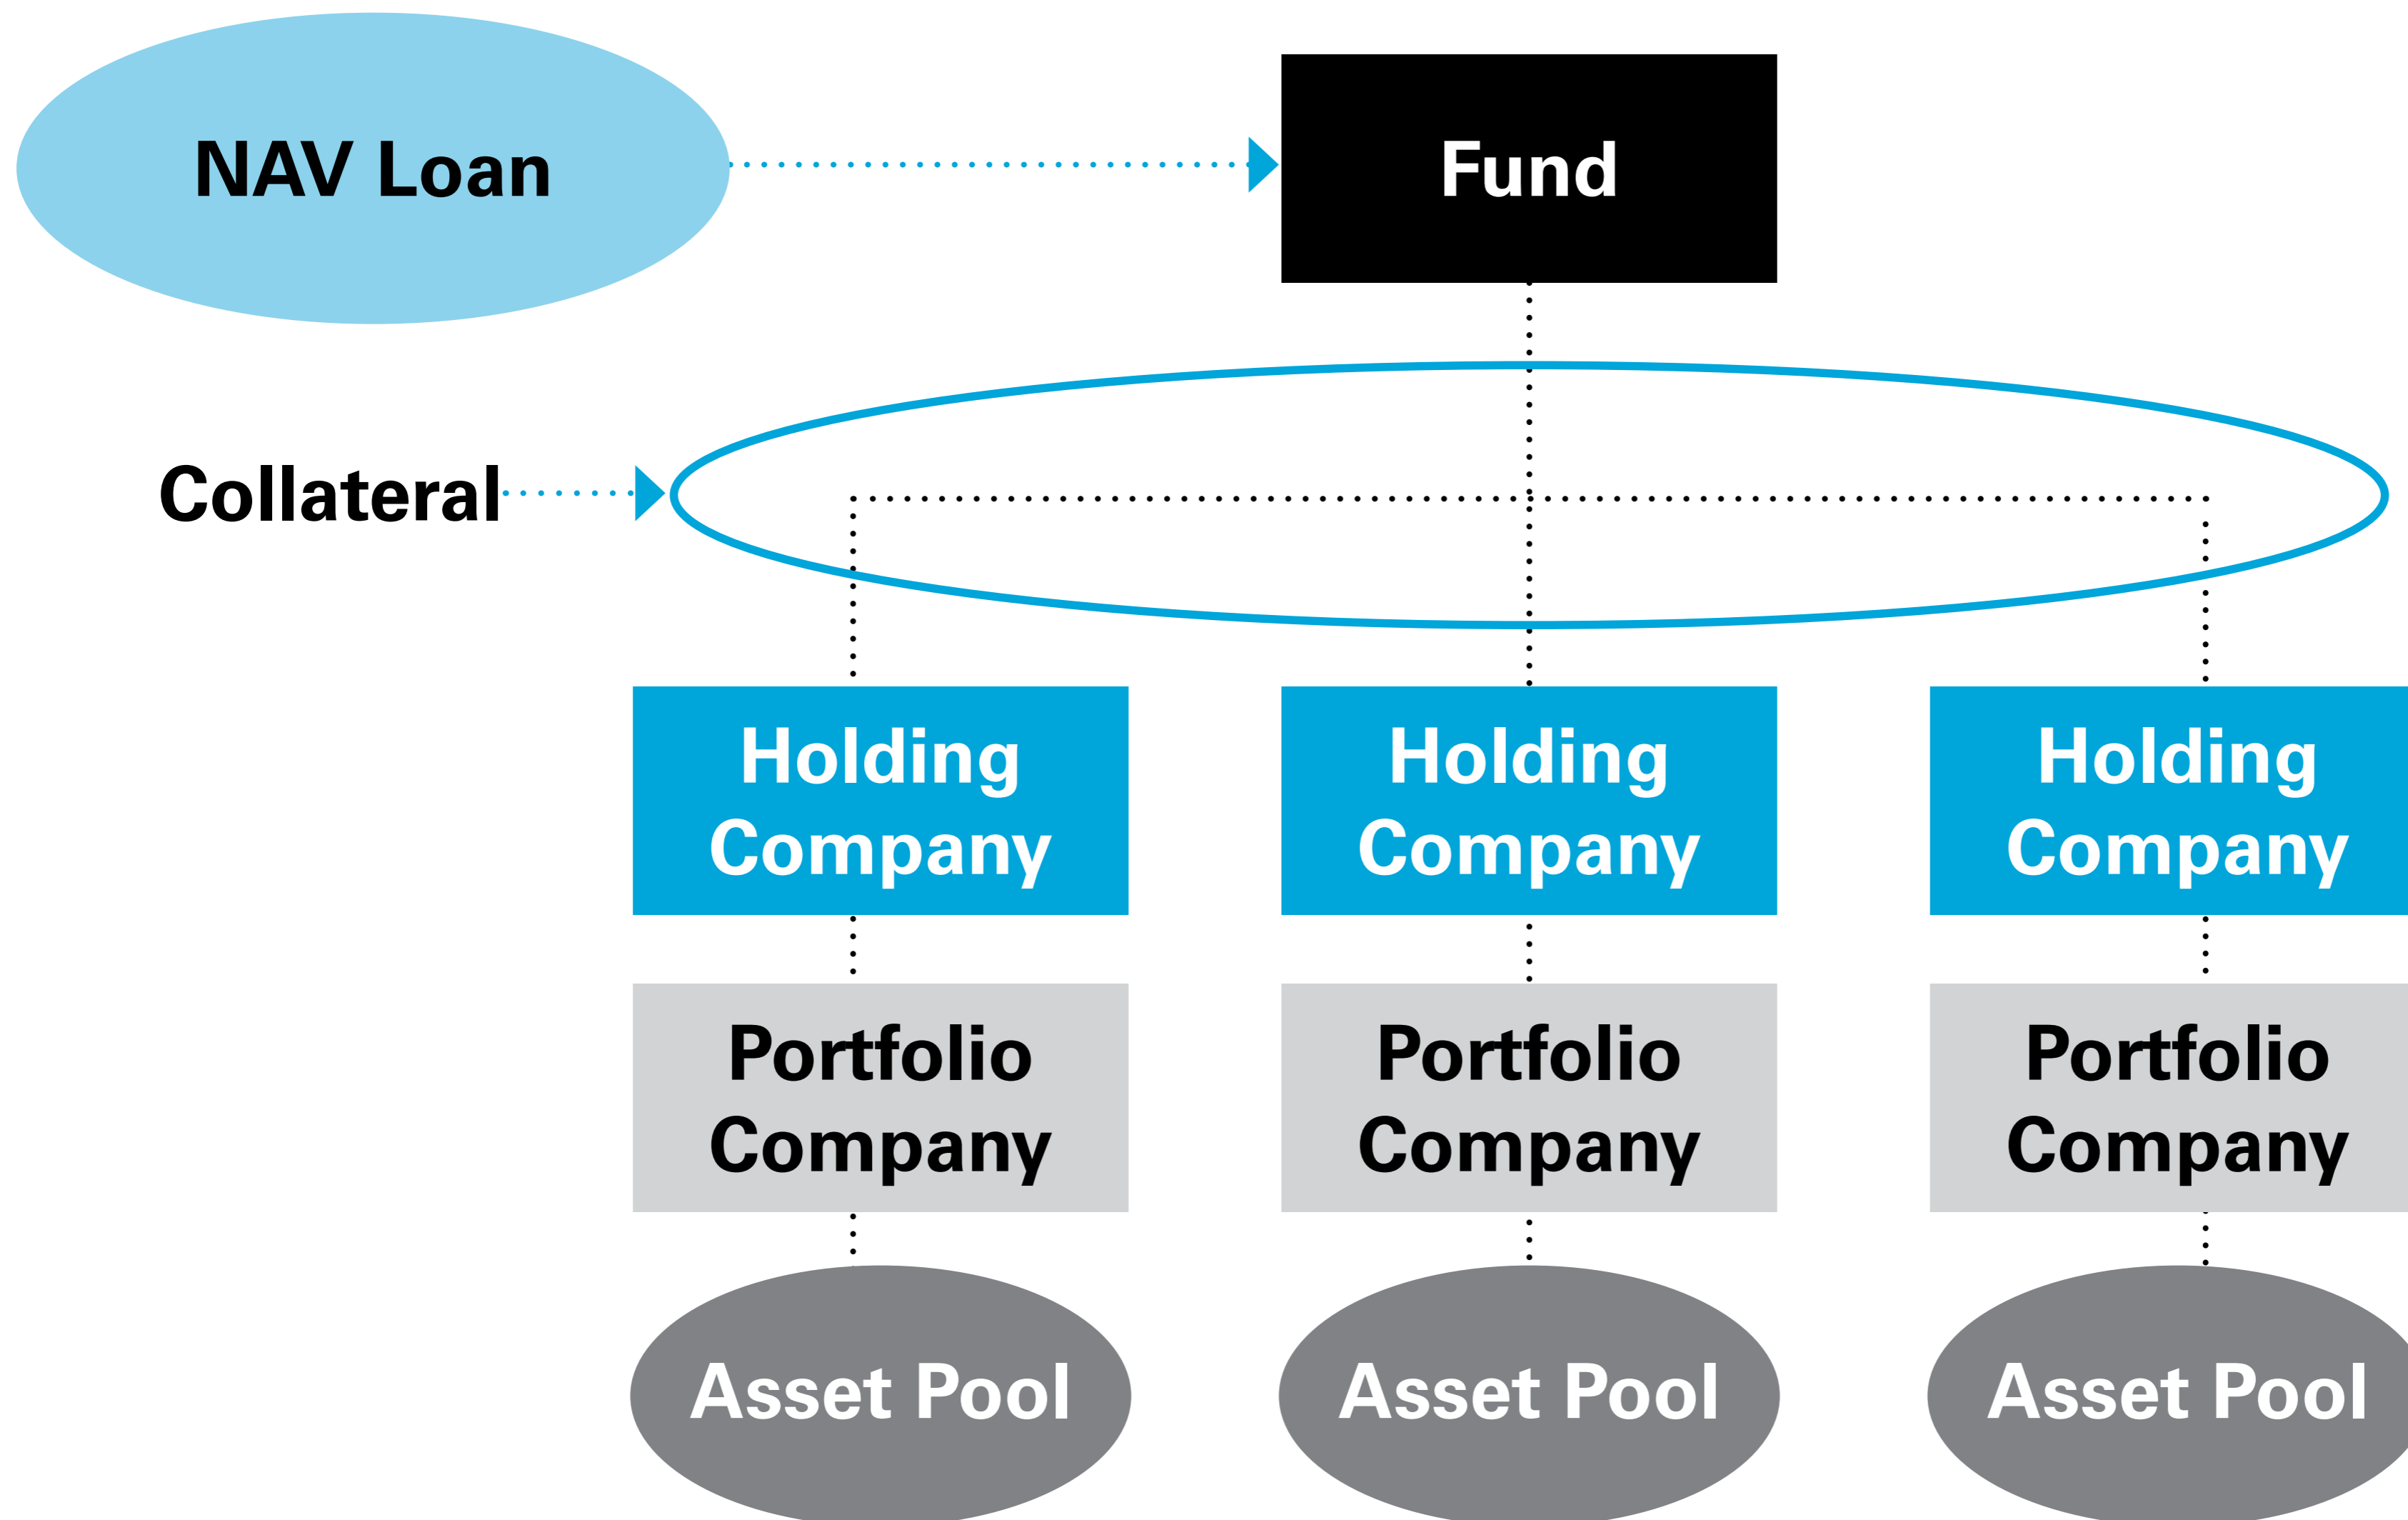 NAV Loan
Fund
Collateral
Holding
Company
Holding
Company
Holding
Company
Portfolio
Company
Portfolio
Company
Portfolio
Company
Asset Pool
Asset Pool
Asset Pool